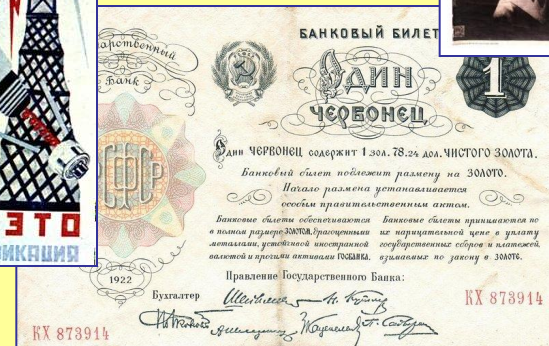 БАНКОВЫЙ БИЛЕТ
Государственный
Банк
ОДИН
ЧЕРВОНЕЦ
1
Один ЧЕРВОНЕЦ содержит 1 зол. 78.24 дол. ЧИСТОГО ЗОЛОТА.
Банковый билет подлежит размену на ЗОЛОТО.
Начало размена устанавливается
особым правительственным актом.
РСФСР
Банковые билеты обеспечиваются
в полном размере ЗОЛОТОМ, драгоценными
металлами, устойчивой иностранной
валютой и прочими активами ГОСБАНКА.
Банковые билеты принимаются по
их нарицательной цене в уплату
государственных сборов и платежей,
взимаемых по закону в ЗОЛОТЕ.
ЭТО
ИКАЦИЯ
1922
Правление Государственного Банка:
Бухгалтер
КХ 873914
КХ 873914